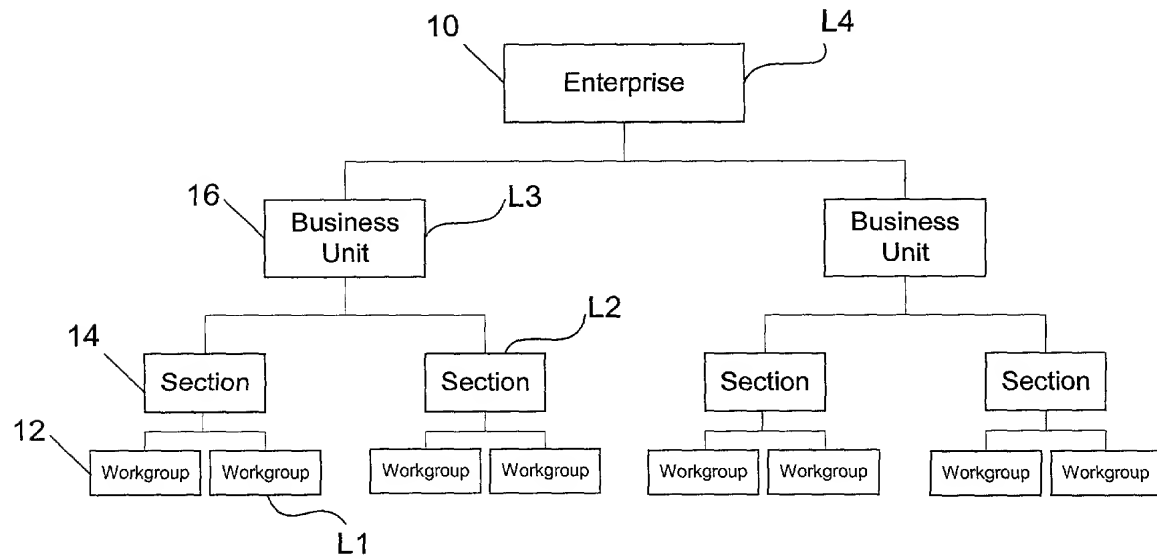 10
L4
Enterprise
16
L3
Business
Unit
Business
Unit
14
L2
Section
Section
Section
Section
12
Workgroup
Workgroup
Workgroup
Workgroup
Workgroup
Workgroup
Workgroup
Workgroup
L1